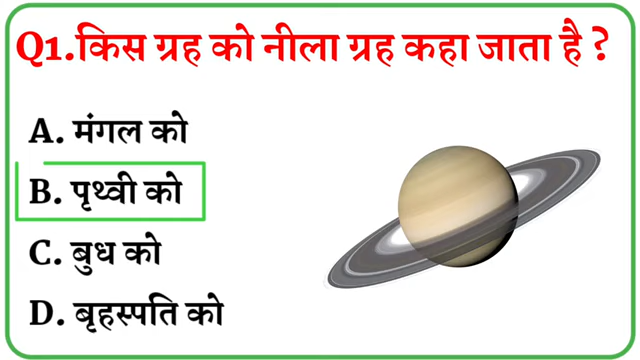 Q1.किस ग्रह को नीला ग्रह कहा जाता है ?
A. मंगल को
B. पृथ्वी को
C. बुध को
D. बृहस्पति को